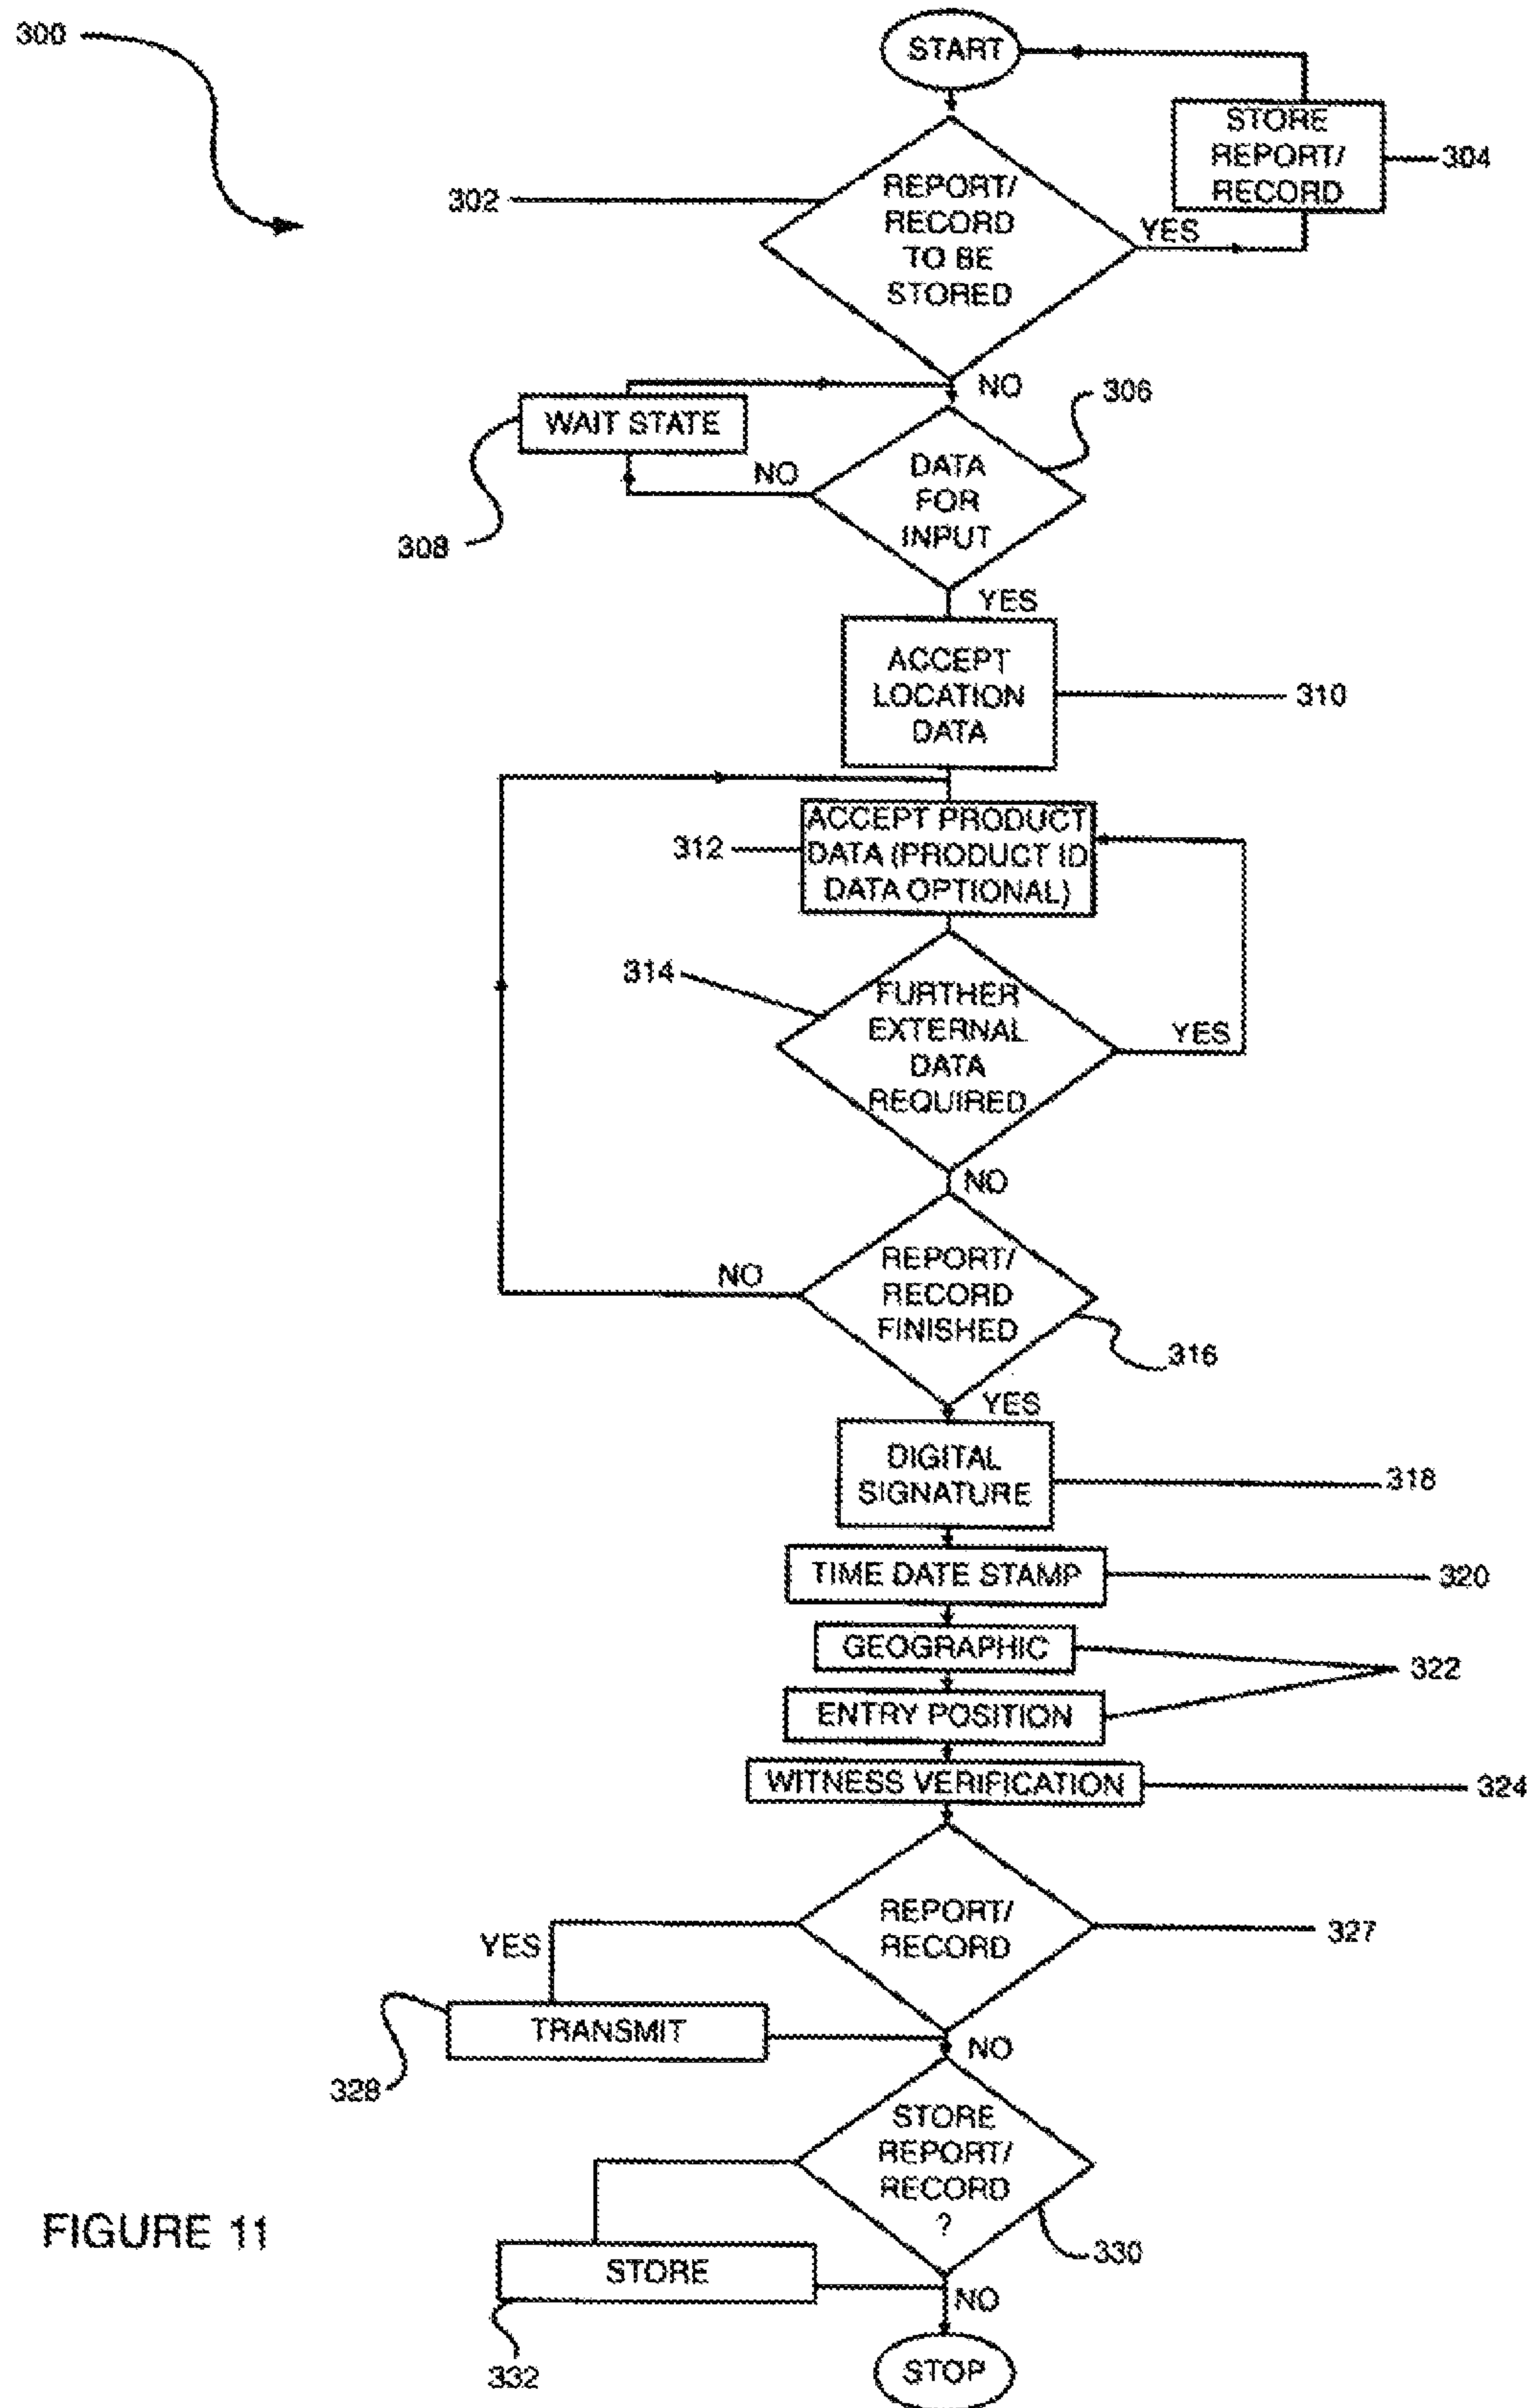 300
START
STORE
REPORT/
RECORD
304
302
REPORT/
RECORD
TO BE
STORED
YES
NO
306
WAIT STATE
308
NO
DATA
FOR
INPUT
YES
ACCEPT
LOCATION
DATA
310
312
ACCEPT PRODUCT
DATA (PRODUCT ID
DATA OPTIONAL)
314
FURTHER
EXTERNAL
DATA
REQUIRED
YES
NO
NO
REPORT/
RECORD
FINISHED
316
YES
DIGITAL
SIGNATURE
318
TIME DATE STAMP
320
GEOGRAPHIC
322
ENTRY POSITION
WITNESS VERIFICATION
324
REPORT/
RECORD
327
YES
TRANSMIT
328
NO
STORE
REPORT/
RECORD
?
330
FIGURE 11
STORE
332
NO
STOP